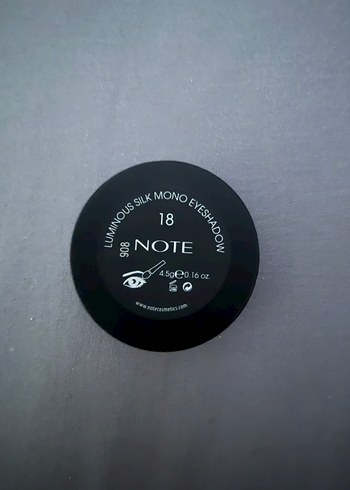 LUMINOUS SILK MONO EYESHADOW
18
908 NOTE
4.5g e 0.16 oz.
www.notecosmetics.com